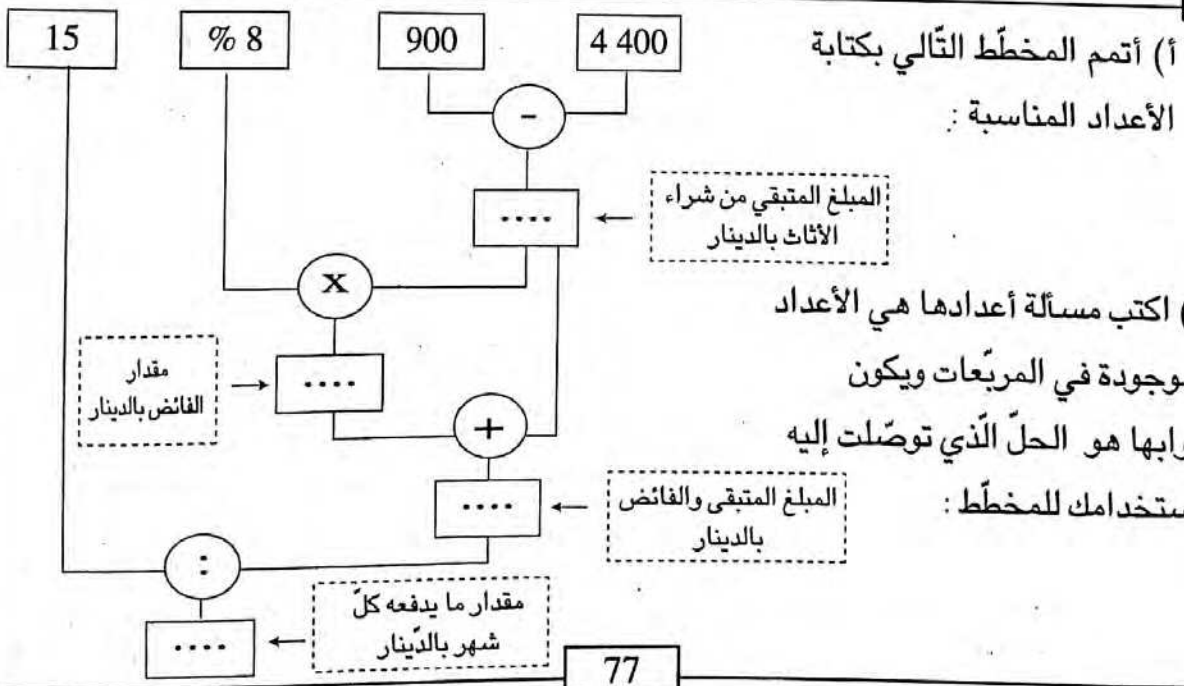 أ) أتمم المخطّط التّالي بكتابة
الأعداد المناسبة :
4 400
900
% 8
15
-
....
المبلغ المتبقي من شراء
الأثاث بالدينار
x
) اكتب مسألة أعدادها هي الأعداد
موجودة في المربّعات ويكون
وابها هو الحلّ الّذي توصّلت إليه
ستخدامك للمخطّط :
....
مقدار
الفائض بالدينار
+
....
المبلغ المتبقى والفائض
بالدينار
:
....
مقدار ما يدفعه كلّ
شهر بالدّينار
77